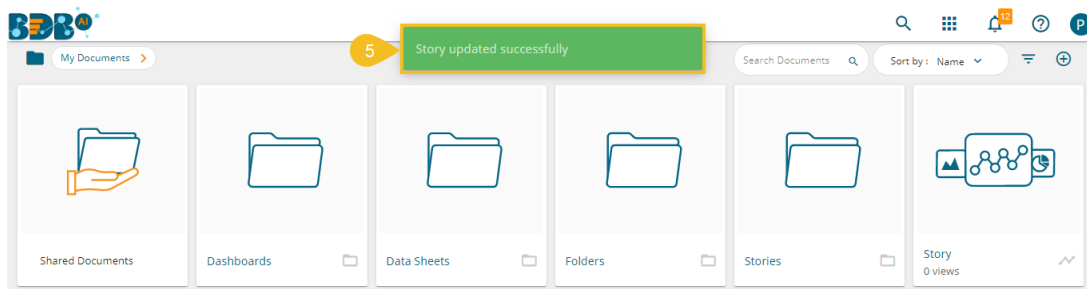 BDB AI
12
P
My Documents
5
Story updated successfully
Search Documents
Sort by : Name
Shared Documents
Dashboards
Data Sheets
Folders
Stories
Story
0 views